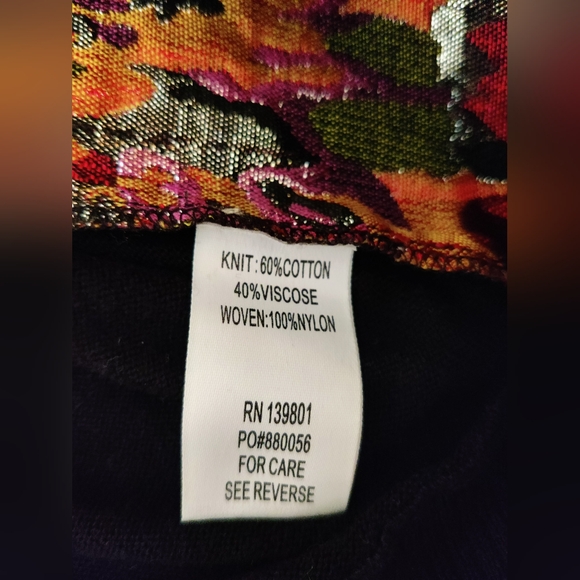 KNIT:60%COTTON
40%VISCOSE
WOVEN:100%NYLON
RN 139801
PO#880056
FOR CARE
SEE REVERSE